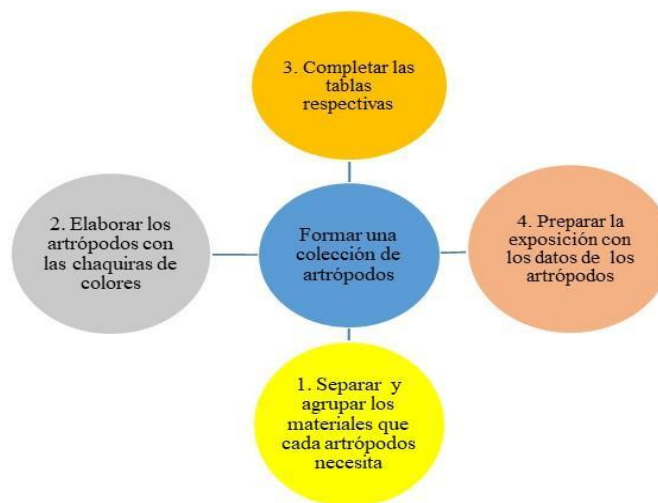 3. Completar las
tablas
respectivas
2. Elaborar los
artrópodos con
las chaquiras de
colores
Formar una
colección de
artrópodos
4. Preparar la
exposición con
los datos de los
artrópodos
1. Separar y
agrupar los
materiales que
cada artrópodos
necesita